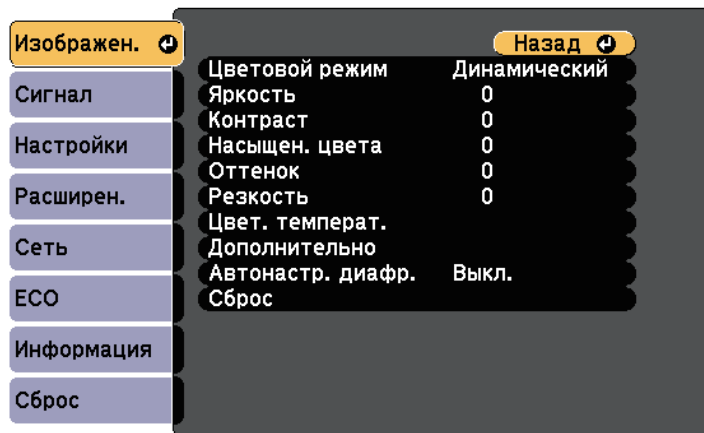 Изображен.
Сигнал
Настройки
Расширен.
Сеть
ECO
Информация
Сброс
Назад
Цветовой режим Динамический
Яркость 0
Контраст 0
Насыщен. цвета 0
Оттенок 0
Резкость 0
Цвет. температ.
Дополнительно
Автонастр. диафр. Выкл.
Сброс